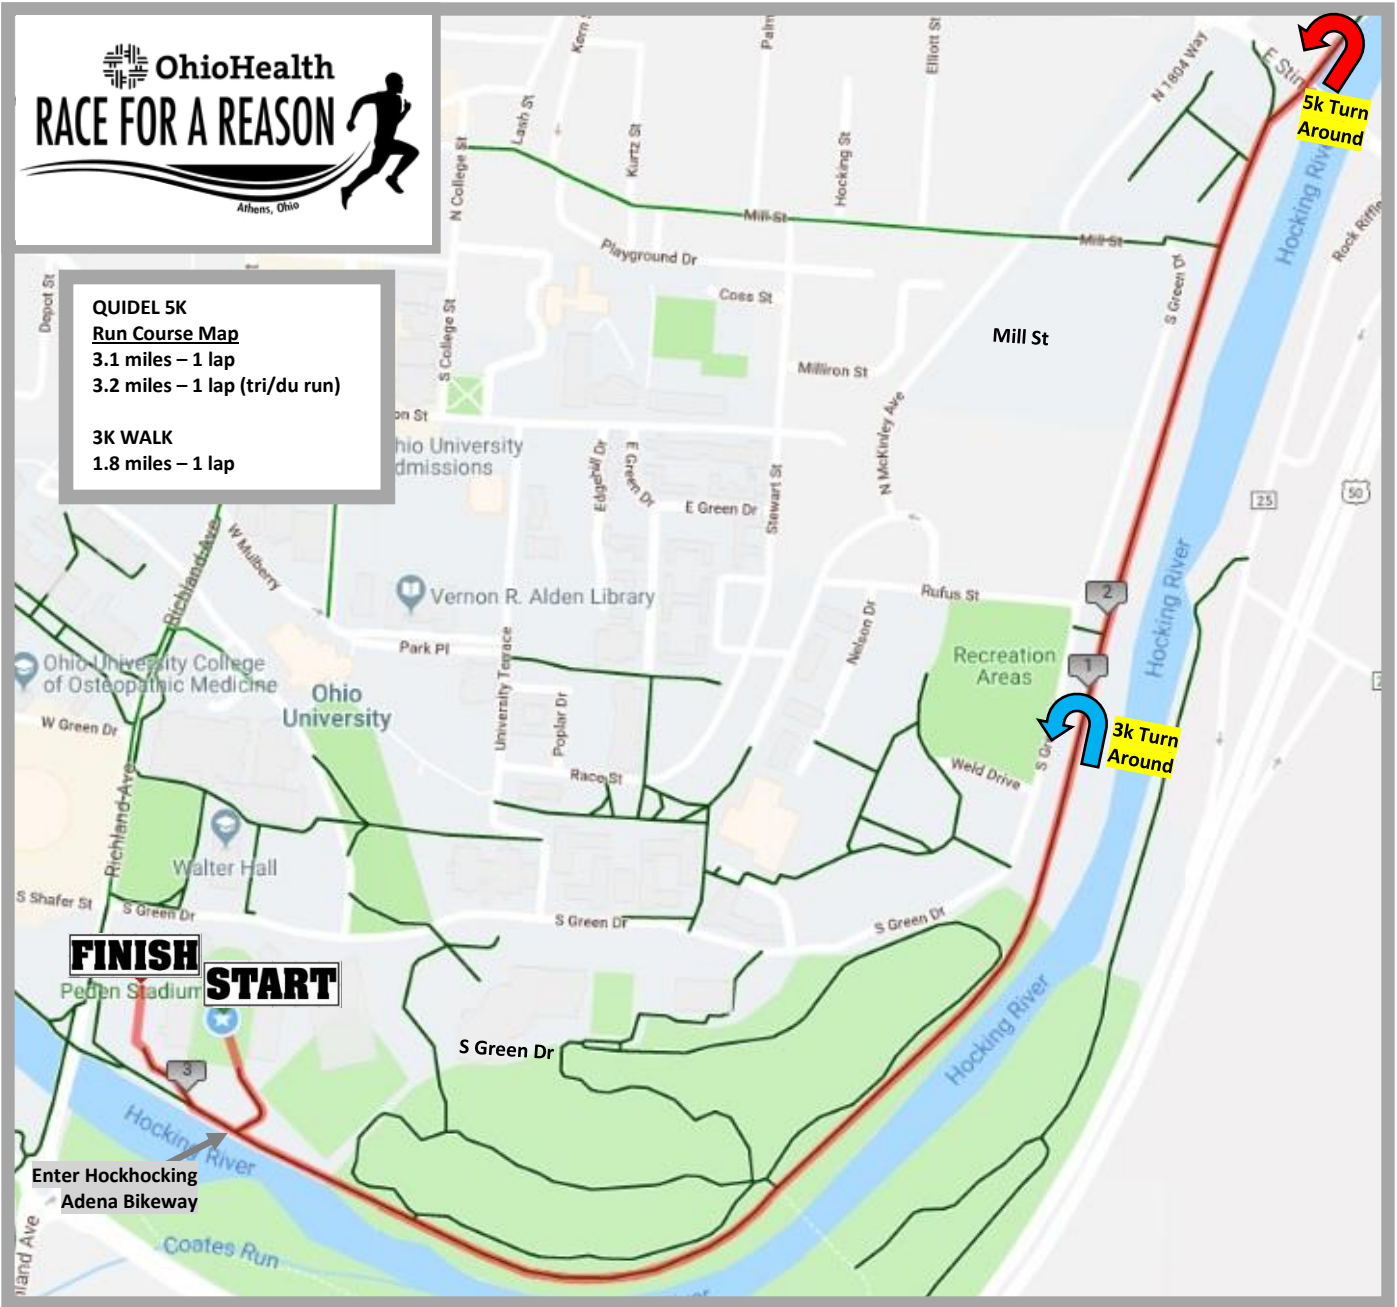 OhioHealth
RACE FOR A REASON
Athens, Ohio
QUIDEL 5K
Run Course Map
3.1 miles – 1 lap
3.2 miles – 1 lap (tri/du run)
3K WALK
1.8 miles – 1 lap
5k Turn
Around
Elliott St
N 1804 Way
Lash St
Kurtz St
Hocking St
N College St
Mill St
Mill St
Hocking River
Playground Dr
Coss St
S Green Dr
Depot St
S College St
Mill St
Milliron St
N McKinley Ave
Edgehill Dr
E Green Dr
E Green Dr
Stewart St
25
50
Richland Ave
W Mulberry
Vernon R. Alden Library
Rufus St
2
Hocking River
Park Pl
Nelson Dr
Recreation
Areas
1
Ohio University College
of Osteopathic Medicine
Ohio
University
University Terrace
Poplar Dr
W Green Dr
3k Turn
Around
Weld Drive
Race St
Richland Ave
Walter Hall
S Shafer St
S Green Dr
S Green Dr
S Green Dr
FINISH
START
Peden Stadium
S Green Dr
Hocking River
3
Hocking River
Enter Hockhocking
Adena Bikeway
Coates Run